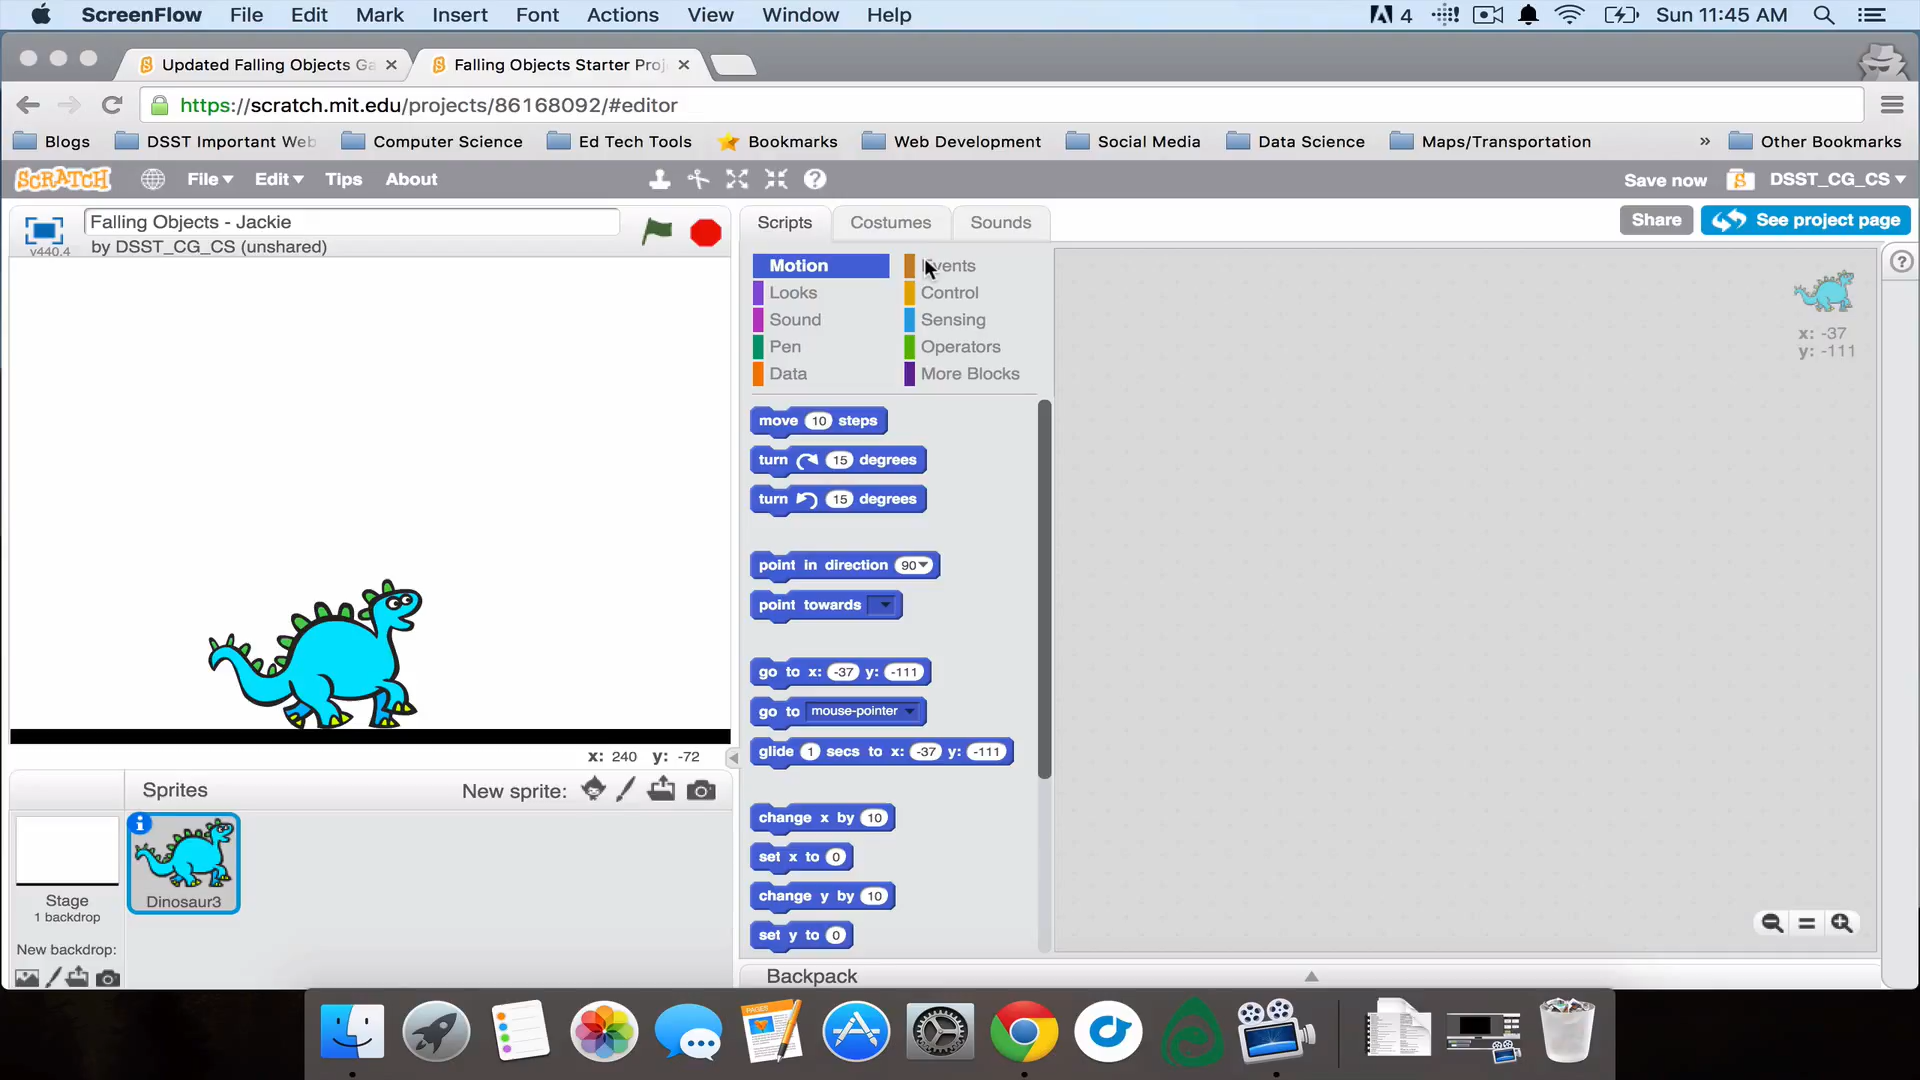 ScreenFlow File Edit Mark Insert Font Actions View Window Help 4 Sun 11:45 AM
Updated Falling Objects Ga
Falling Objects Starter Proj
https://scratch.mit.edu/projects/86168092/#editor
Blogs DSST Important Web Computer Science Ed Tech Tools Bookmarks Web Development Social Media Data Science Maps/Transportation » Other Bookmarks
SCRATCH File Edit Tips About Save now DSST_CG_CS
Falling Objects - Jackie
by DSST_CG_CS (unshared)
v440.4
Scripts Costumes Sounds
Share See project page
Motion
Looks
Sound
Pen
Data
Events
Control
Sensing
Operators
More Blocks
x: -37
y: -111
move 10 steps
turn 15 degrees
turn 15 degrees
point in direction 90
point towards
go to x: -37 y: -111
go to mouse-pointer
glide 1 secs to x: -37 y: -111
change x by 10
set x to 0
change y by 10
set y to 0
x: 240 y: -72
Sprites New sprite:
Stage
1 backdrop
New backdrop:
Dinosaur3
Backpack